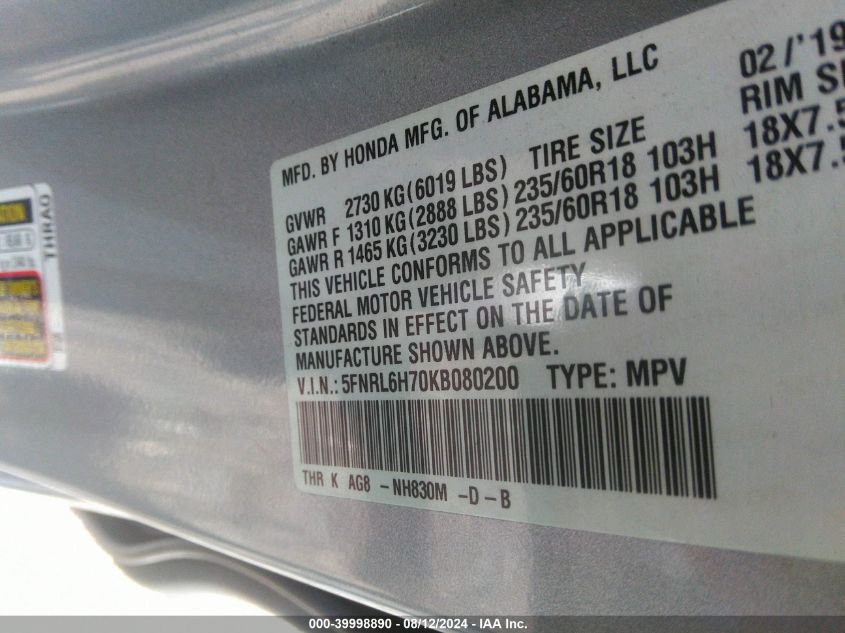 MFD. BY HONDA MFG. OF ALABAMA, LLC 02/'19
GVWR 2730 KG(6019 LBS) TIRE SIZE RIM
GAWR F 1310 KG(2888 LBS) 235/60R18 103H 18X7.5
GAWR R 1465 KG(3230 LBS) 235/60R18 103H 18X7.5
THIS VEHICLE CONFORMS TO ALL APPLICABLE
FEDERAL MOTOR VEHICLE SAFETY
STANDARDS IN EFFECT ON THE DATE OF
MANUFACTURE SHOWN ABOVE.
V.I.N.: 5FNRL6H70KB080200 TYPE: MPV
THR K AG8 -NH830M -D-B
THRA0
000-39998890 - 08/12/2024 - IAA Inc.